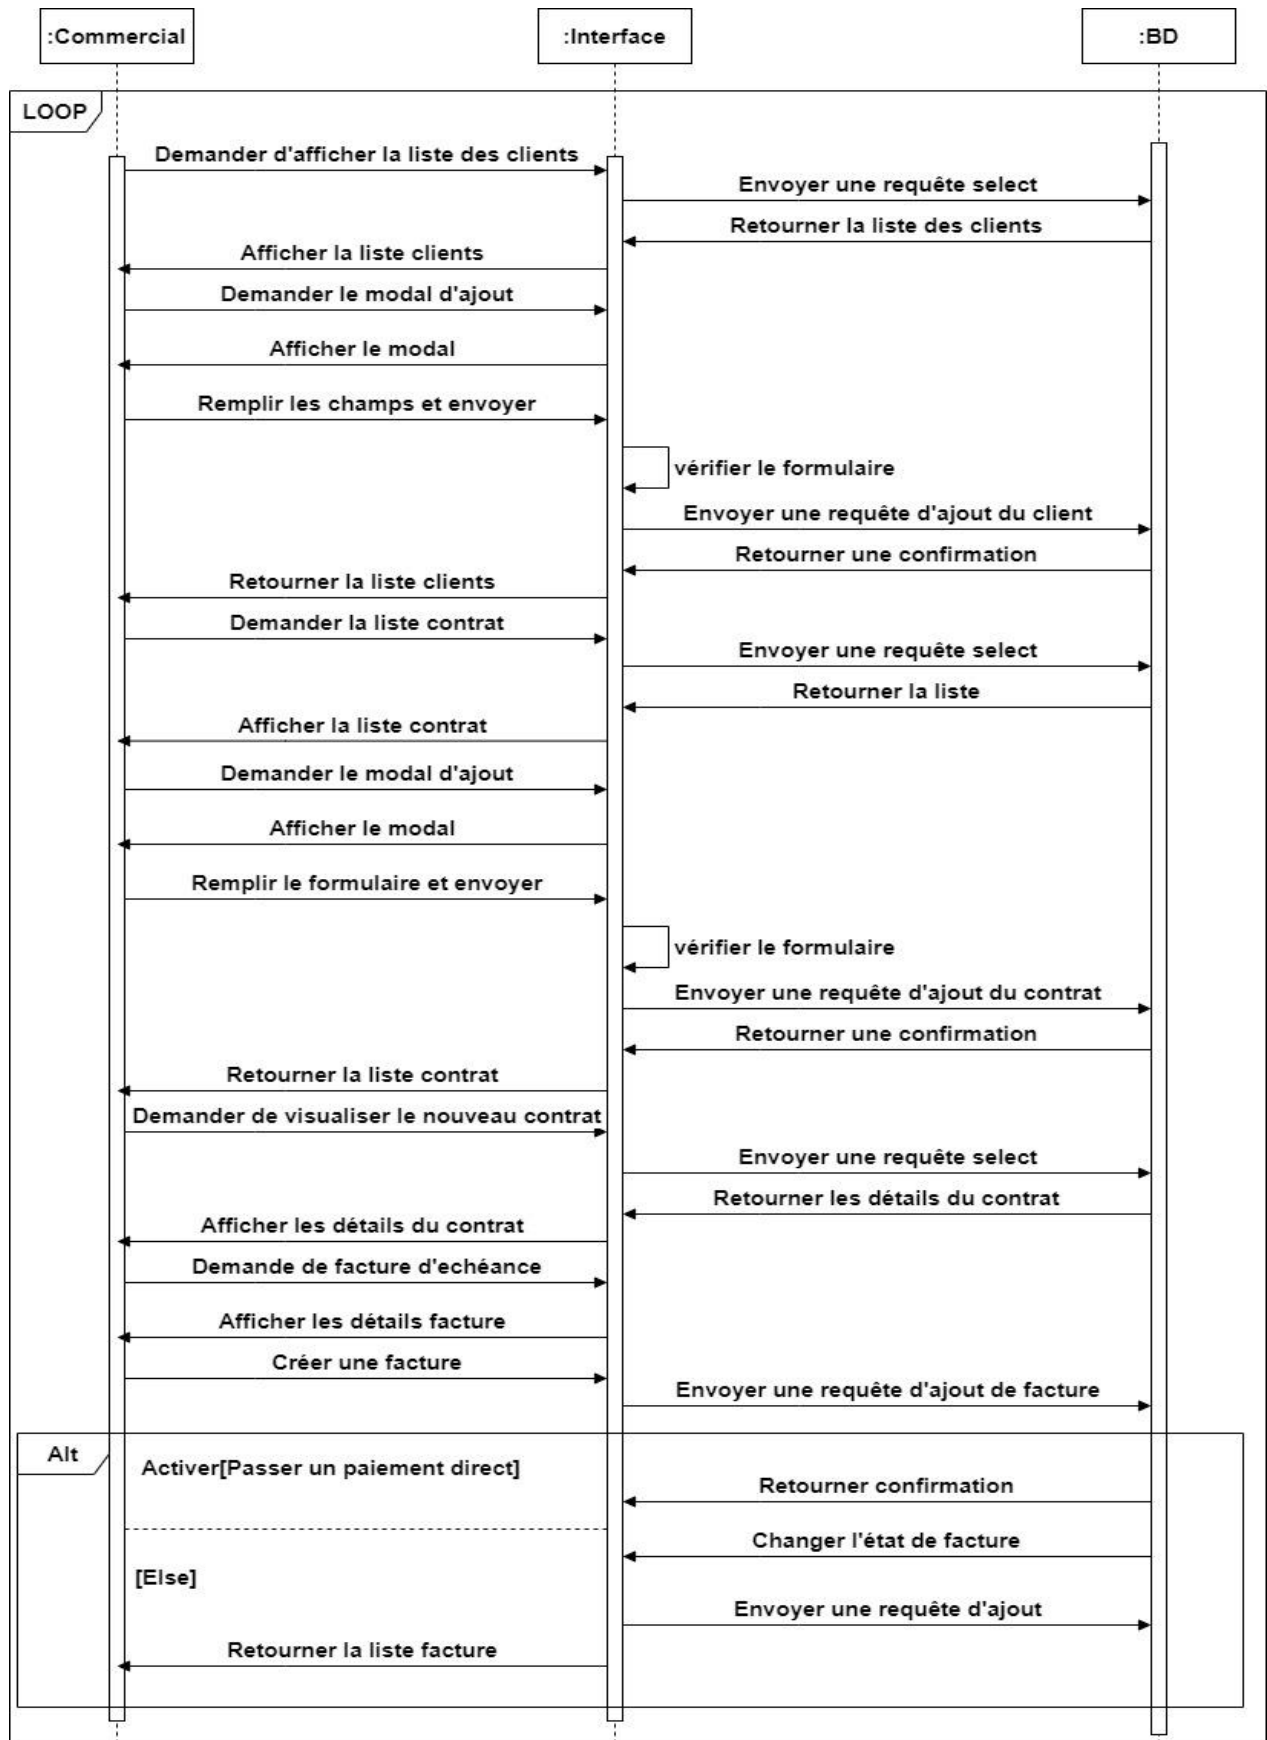 :Commercial
:Interface
:BD
LOOP
Demander d'afficher la liste des clients
Envoyer une requête select
Retourner la liste des clients
Afficher la liste clients
Demander le modal d'ajout
Afficher le modal
Remplir les champs et envoyer
vérifier le formulaire
Envoyer une requête d'ajout du client
Retourner une confirmation
Retourner la liste clients
Demander la liste contrat
Envoyer une requête select
Retourner la liste
Afficher la liste contrat
Demander le modal d'ajout
Afficher le modal
Remplir le formulaire et envoyer
vérifier le formulaire
Envoyer une requête d'ajout du contrat
Retourner une confirmation
Retourner la liste contrat
Demander de visualiser le nouveau contrat
Envoyer une requête select
Retourner les détails du contrat
Afficher les détails du contrat
Demande de facture d'echéance
Afficher les détails facture
Créer une facture
Envoyer une requête d'ajout de facture
Alt
Activer[Passer un paiement direct]
Retourner confirmation
Changer l'état de facture
[Else]
Envoyer une requête d'ajout
Retourner la liste facture